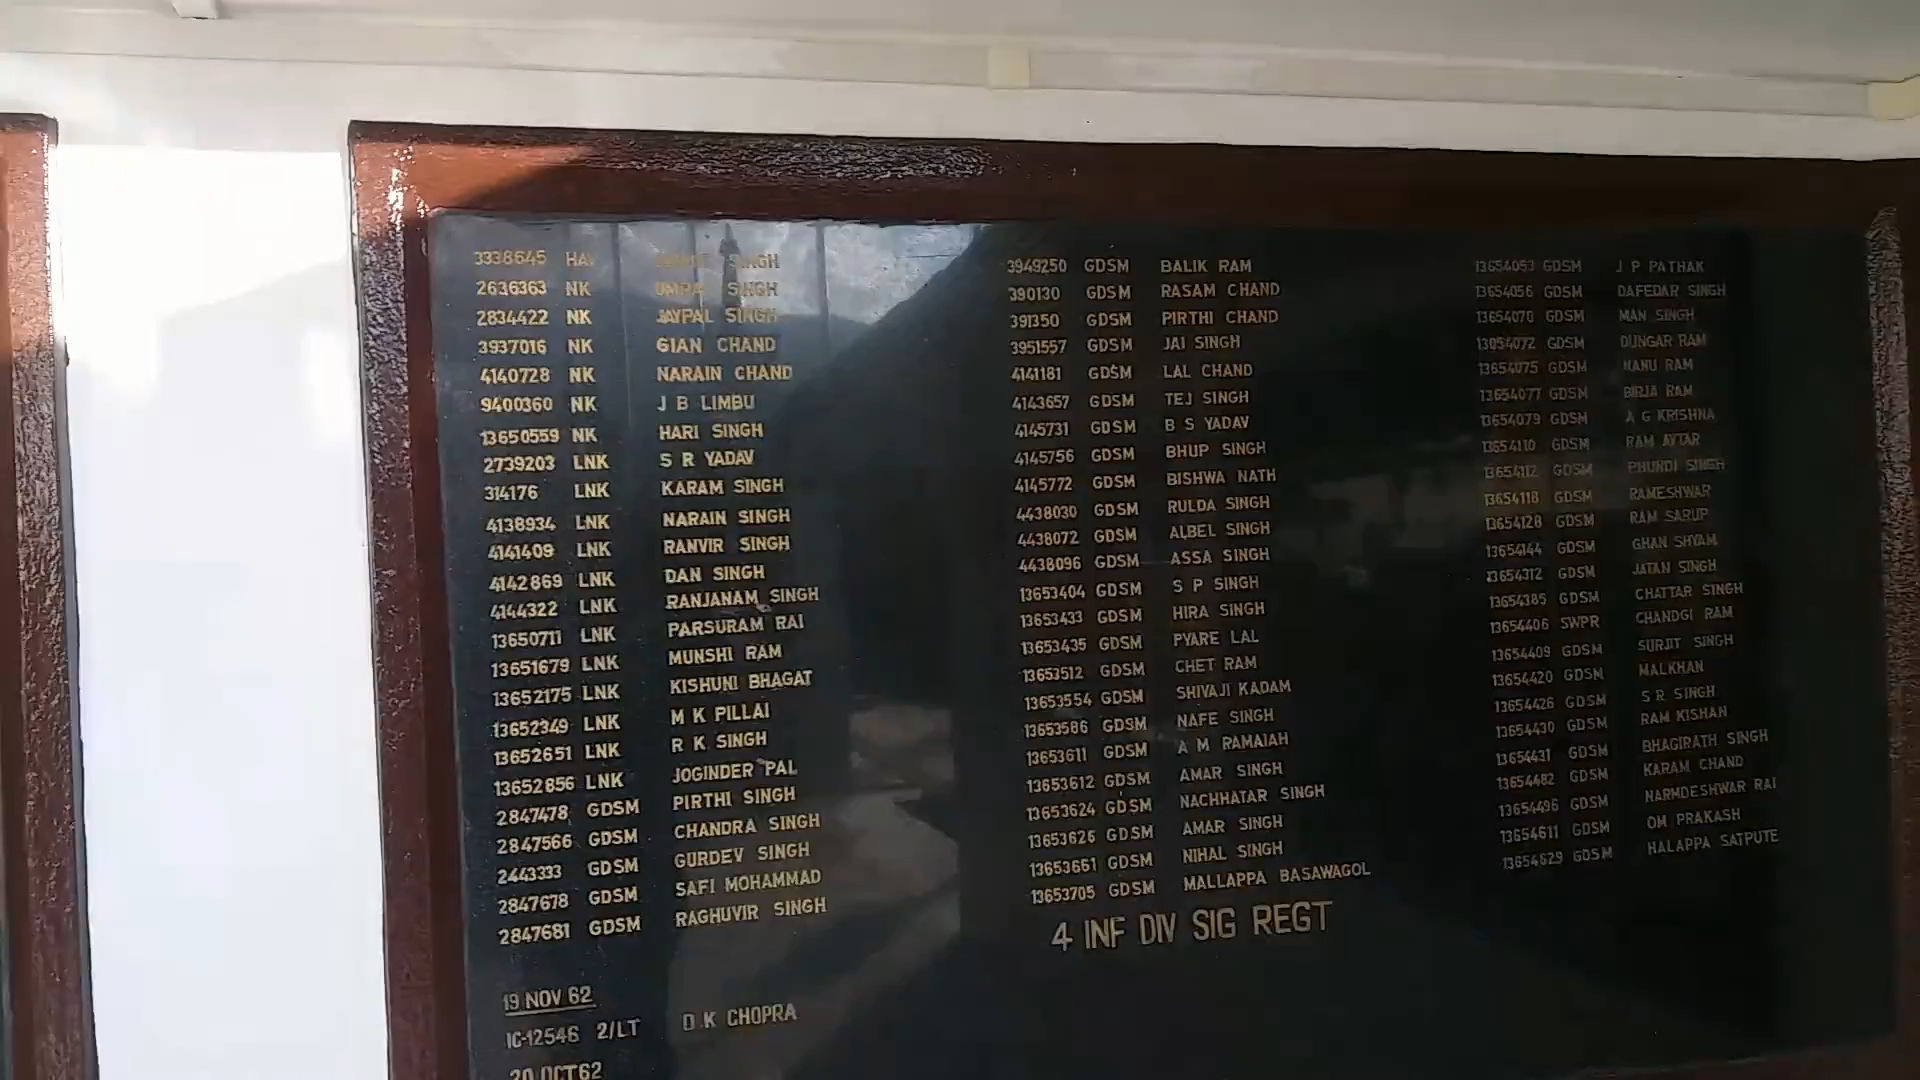 3338645 HAV SINGH
2636363 NK UMRAO SINGH
2834422 NK JAYPAL SINGH
3937016 NK GIAN CHAND
4140728 NK NARAIN CHAND
9400360 NK J B LIMBU
13650559 NK HARI SINGH
2739203 LNK S R YADAV
314176 LNK KARAM SINGH
4138934 LNK NARAIN SINGH
4141409 LNK RANVIR SINGH
4142869 LNK DAN SINGH
4144322 LNK RANJANAM SINGH
13650711 LNK PARSURAM RAI
13651679 LNK MUNSHI RAM
13652175 LNK KISHUNI BHAGAT
13652349 LNK M K PILLAI
13652651 LNK R K SINGH
13652856 LNK JOGINDER PAL
2847478 GDSM PIRTHI SINGH
2847566 GDSM CHANDRA SINGH
2443333 GDSM GURDEV SINGH
2847678 GDSM SAFI MOHAMMAD
2847681 GDSM RAGHUVIR SINGH
3949250 GDSM BALIK RAM
390130 GDSM RASAM CHAND
391350 GDSM PIRTHI CHAND
3951557 GDSM JAI SINGH
4141181 GDSM LAL CHAND
4143657 GDSM TEJ SINGH
4145731 GDSM B S YADAV
4145756 GDSM BHUP SINGH
4145772 GDSM BISHWA NATH
4438030 GDSM RULDA SINGH
4438072 GDSM ALBEL SINGH
4438096 GDSM ASSA SINGH
13653404 GDSM S P SINGH
13653433 GDSM HIRA SINGH
13653435 GDSM PYARE LAL
13653512 GDSM CHET RAM
13653554 GDSM SHIVAJI KADAM
13653586 GDSM NAFE SINGH
13653611 GDSM A M RAMAIAH
13653612 GDSM AMAR SINGH
13653624 GDSM NACHHATAR SINGH
13653626 GDSM AMAR SINGH
13653661 GDSM NIHAL SINGH
13653705 GDSM MALLAPPA BASAWAGOL
13654053 GDSM J P PATHAK
13654056 GDSM DAFEDAR SINGH
13654070 GDSM MAN SINGH
13654072 GDSM DUNGAR RAM
13654075 GDSM NANU RAM
13654077 GDSM BIRJA RAM
13654079 GDSM A G KRISHNA
13654110 GDSM RAM AVTAR
13654112 GDSM PHUNDI SINGH
13654118 GDSM RAMESHWAR
13654128 GDSM RAM SARUP
13654144 GDSM GHAN SHYAM
13654312 GDSM JATAN SINGH
13654385 GDSM CHATTAR SINGH
13654406 SWPR CHANDGI RAM
13654409 GDSM SURJIT SINGH
13654420 GDSM MALKHAN
13654426 GDSM S R SINGH
13654430 GDSM RAM KISHAN
13654431 GDSM BHAGIRATH SINGH
13654482 GDSM KARAM CHAND
13654496 GDSM NARMDESHWAR RAI
13654611 GDSM OM PRAKASH
13654629 GDSM HALAPPA SATPUTE
4 INF DIV SIG REGT
19 NOV 62
IC-12546 2/LT D.K CHOPRA
20 OCT 62